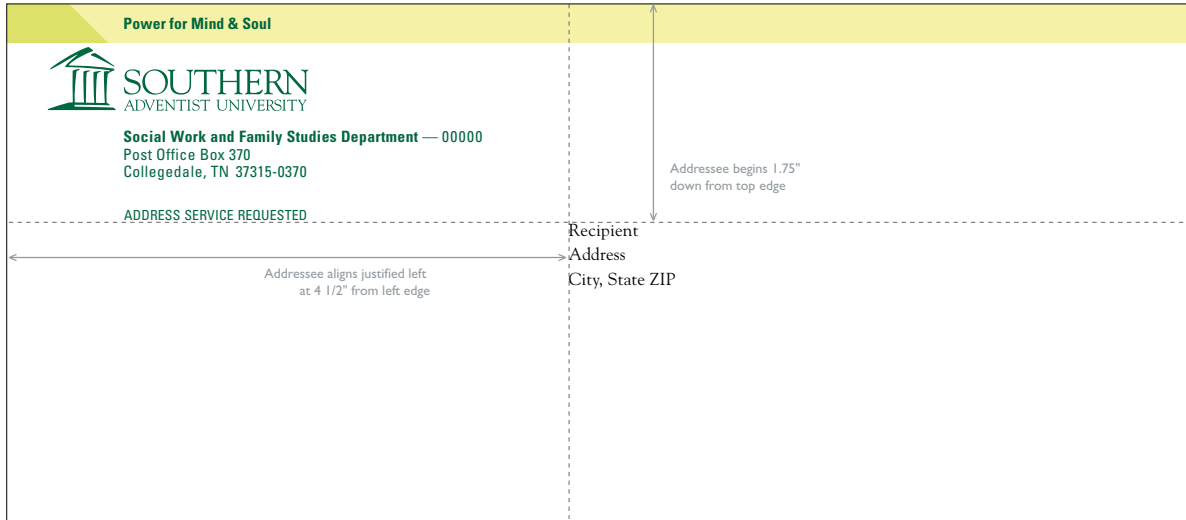 Power for Mind & Soul
SOUTHERN
ADVENTIST UNIVERSITY
Social Work and Family Studies Department — 00000
Post Office Box 370
Collegedale, TN 37315-0370
ADDRESS SERVICE REQUESTED
Addressee begins 1.75"
down from top edge
Recipient
Address
City, State ZIP
Addressee aligns justified left
at 4 1/2" from left edge